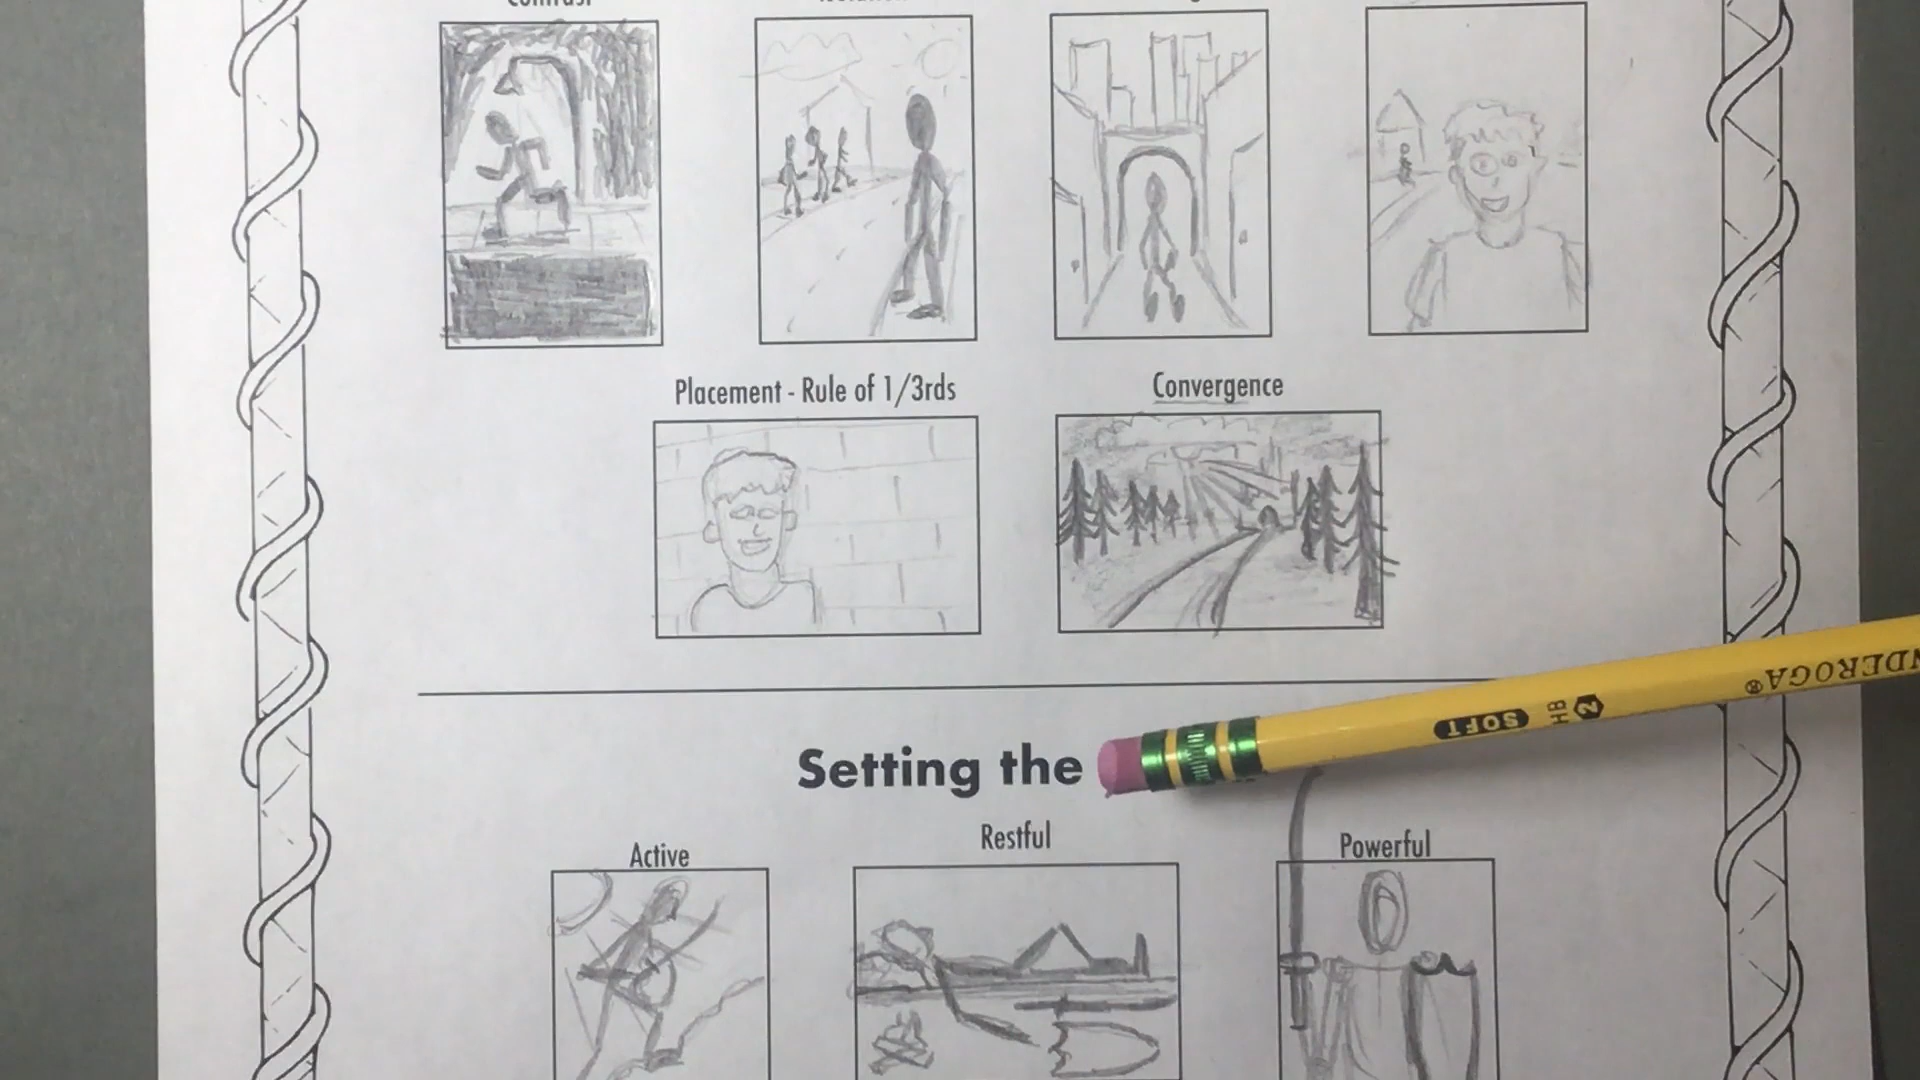 Placement - Rule of 1/3rds
Convergence
Setting the
Active
Restful
Powerful
NDEROGA®
SOFT
HB
2